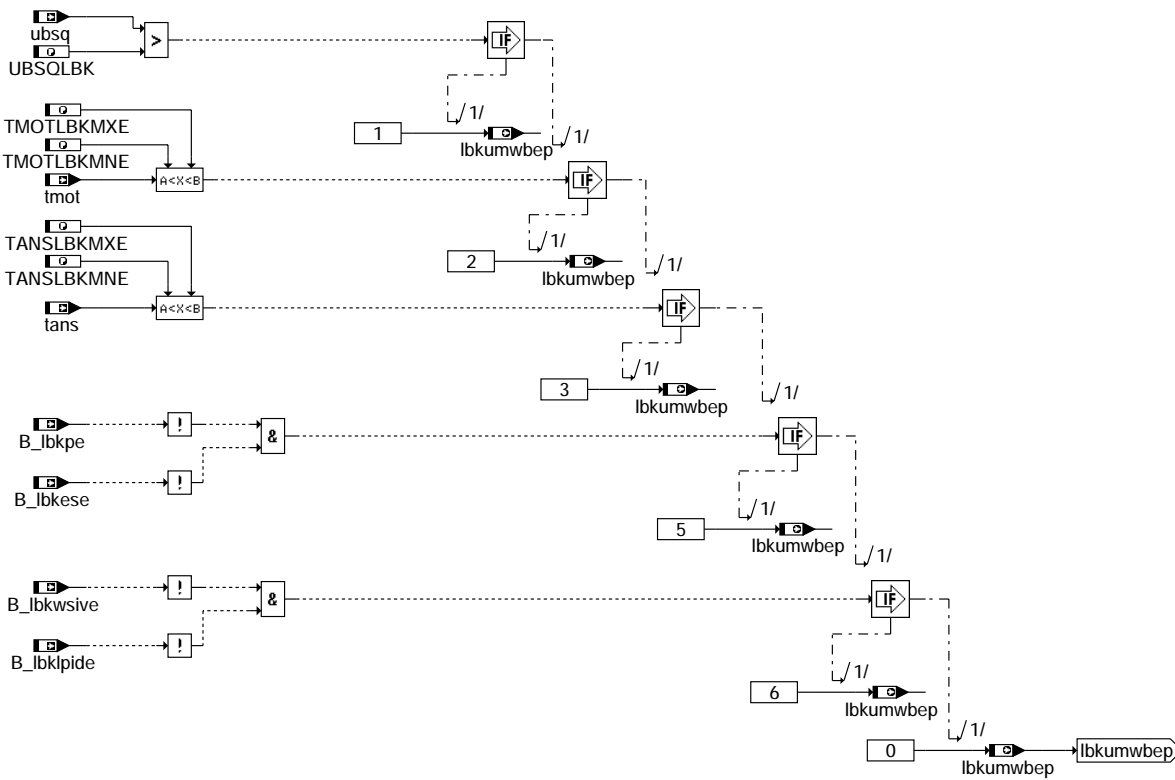 ubsq
>
IF
UBSQLBK
/1/
TMOTLBKMXE
1
/1/
lbkumwbep
TMOTLBKMNE
A<X<B
IF
tmot
TANSLBKMXE
/1/
2
/1/
lbkumwbep
TANSLBKMNE
A<X<B
IF
tans
/1/
3
/1/
lbkumwbep
B_lbkpe
!
&
IF
B_lbkese
!
/1/
5
lbkumwbep
/1/
B_lbkwsive
!
&
IF
B_lbklpide
!
/1/
6
lbkumwbep
/1/
0
lbkumwbep
lbkumwbep